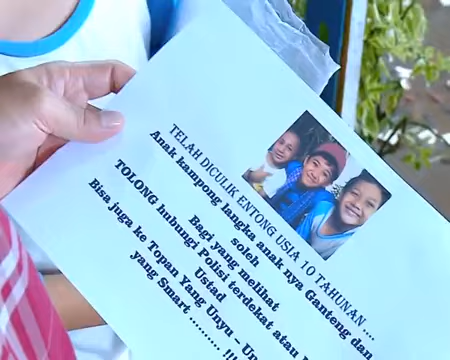 TELAH DICULIK ENTONG USIA 10 TAHUNAN ....
Anak kampong langka anak nya Ganteng dan
soleh
Bagi yang melihat
TOLONG hubungi Polisi terdekat atau
Bisa juga ke Topan Yang Unyu –
Ustad
yang Smart ......... !!!